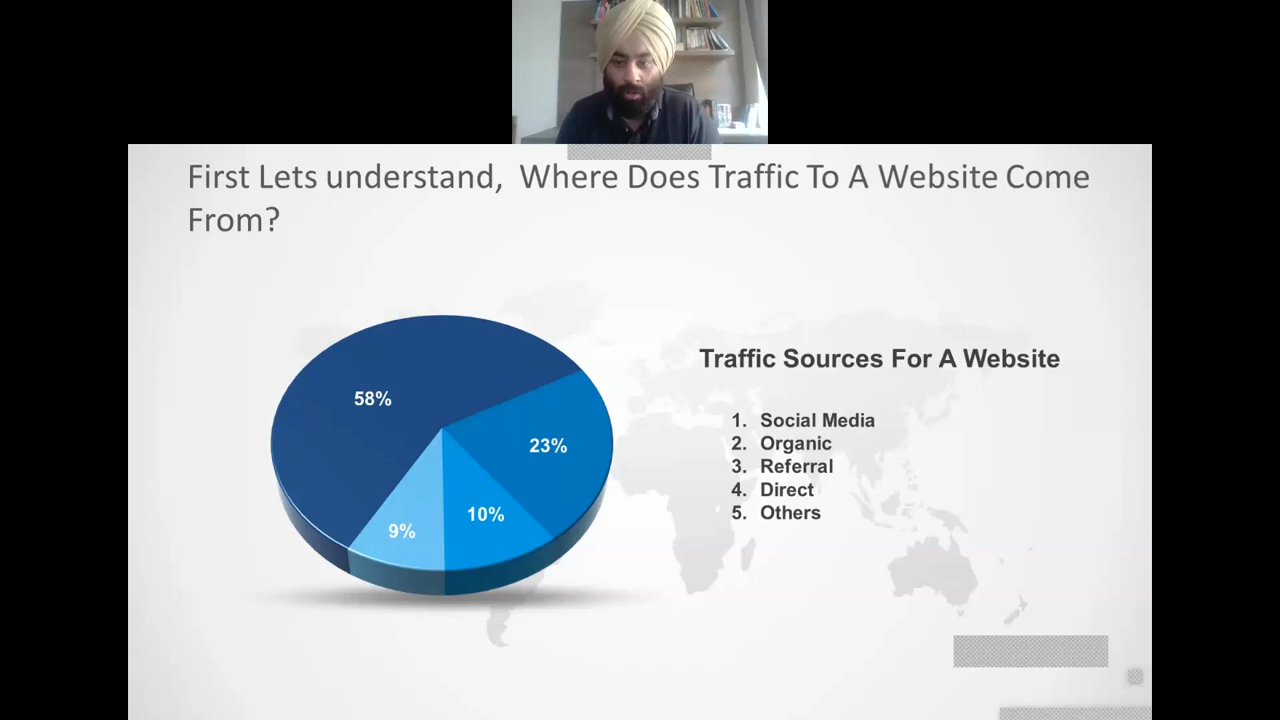 First Lets understand, Where Does Traffic To A Website Come
From?
58%
23%
10%
9%
Traffic Sources For A Website
1. Social Media
2. Organic
3. Referral
4. Direct
5. Others